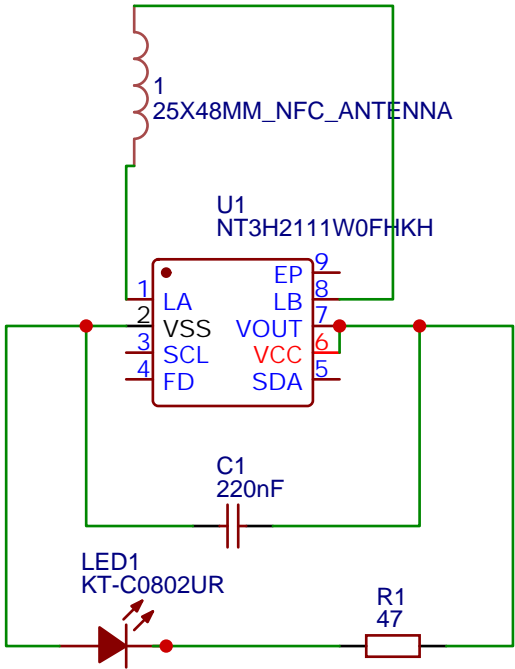 1
25X48MM_NFC_ANTENNA
U1
NT3H2111W0FHKH
9
EP
1
8
LA
LB
2
7
VSS
VOUT
3
6
SCL
VCC
4
5
FD
SDA
C1
220nF
LED1
KT-C0802UR
R1
47